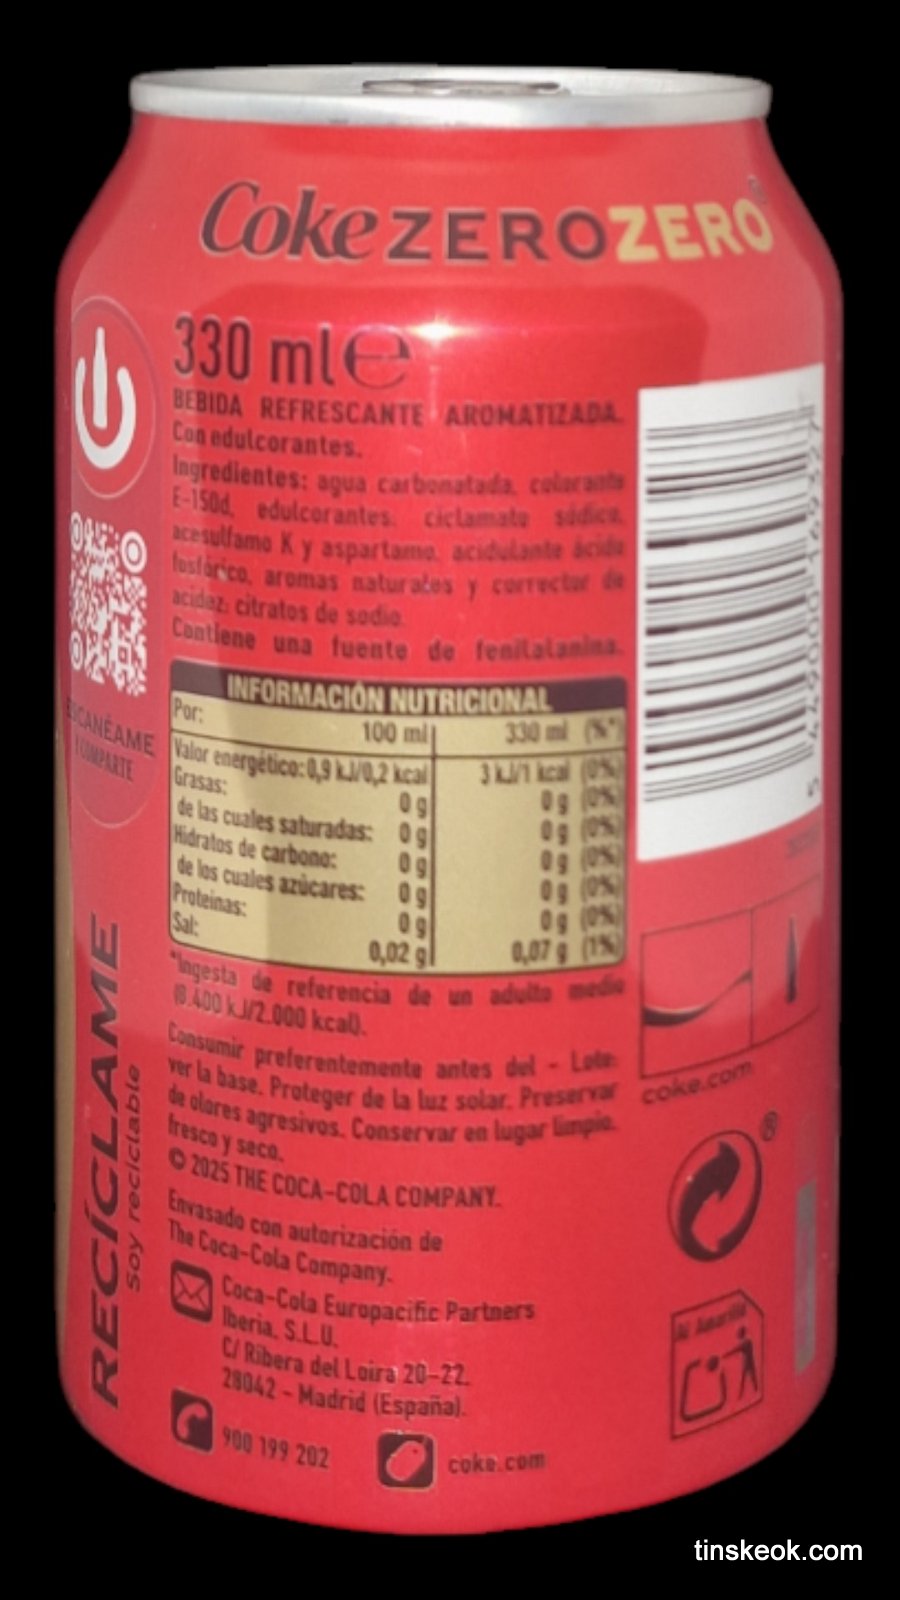 Coke ZERO ZERO
330 ml e
BEBIDA REFRESCANTE AROMATIZADA.
Con edulcorantes.
Ingredientes: agua carbonatada, colorante
E-150d, edulcorantes: ciclamato sódico,
acesulfamo K y aspartamo, acidulante ácido
fosfórico, aromas naturales y corrector de
acidez: citratos de sodio.
Contiene una fuente de fenilalanina.
INFORMACIÓN NUTRICIONAL
Por: 100 ml 330 ml (%*)
Valor energético: 0,9 kJ/0,2 kcal 3 kJ/1 kcal (0%)
Grasas: 0 g 0 g (0%)
de las cuales saturadas: 0 g 0 g (0%)
Hidratos de carbono: 0 g 0 g (0%)
de los cuales azúcares: 0 g 0 g (0%)
Proteínas: 0 g 0 g (0%)
Sal: 0,02 g 0,07 g (1%)
*Ingesta de referencia de un adulto medio
(8.400 kJ/2.000 kcal).
Consumir preferentemente antes del - Lote:
ver la base. Proteger de la luz solar. Preservar
de olores agresivos. Conservar en lugar limpio,
fresco y seco.
© 2025 THE COCA-COLA COMPANY.
Envasado con autorización de
The Coca-Cola Company.
Coca-Cola Europacific Partners
Iberia, S.L.U.
C/ Ribera del Loira 20-22.
28042 - Madrid (España).
900 199 202
coke.com
ESCANÉAME
Y COMPARTE
RECÍCLAME
Soy reciclable
coke.com
®
Al Amarillo
tinskeok.com